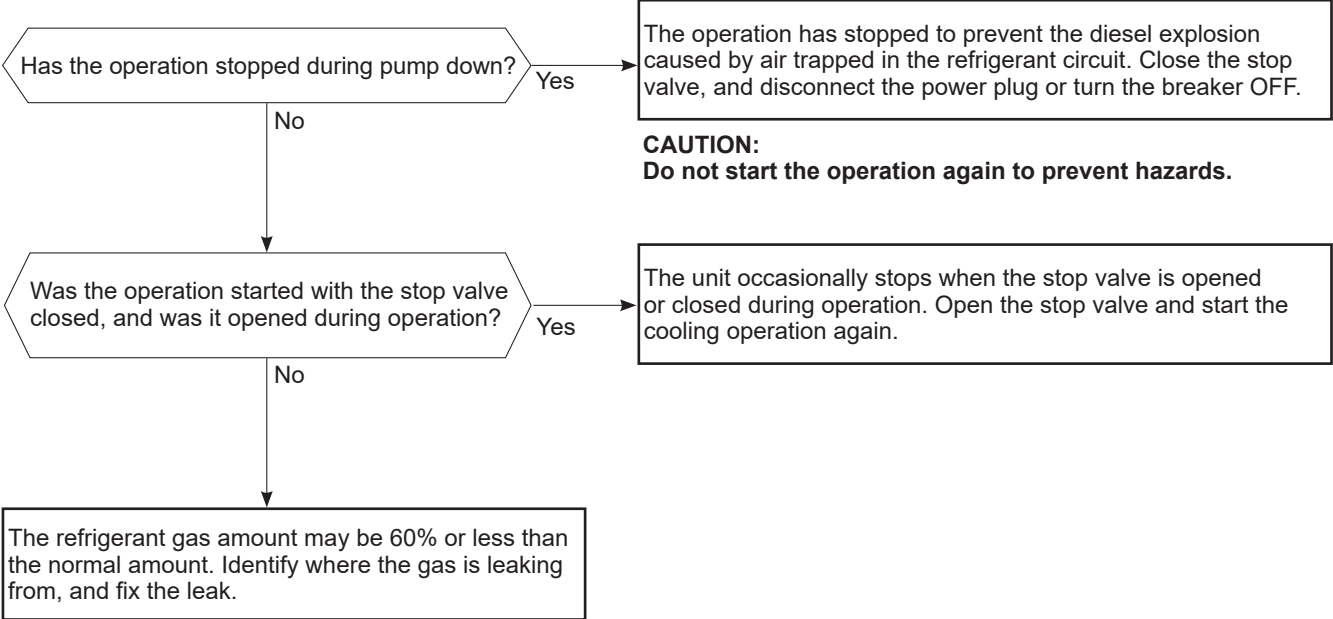 Has the operation stopped during pump down?
Yes
The operation has stopped to prevent the diesel explosion
caused by air trapped in the refrigerant circuit. Close the stop
valve, and disconnect the power plug or turn the breaker OFF.
No
CAUTION:
Do not start the operation again to prevent hazards.
Was the operation started with the stop valve
closed, and was it opened during operation?
Yes
The unit occasionally stops when the stop valve is opened
or closed during operation. Open the stop valve and start the
cooling operation again.
No
The refrigerant gas amount may be 60% or less than
the normal amount. Identify where the gas is leaking
from, and fix the leak.